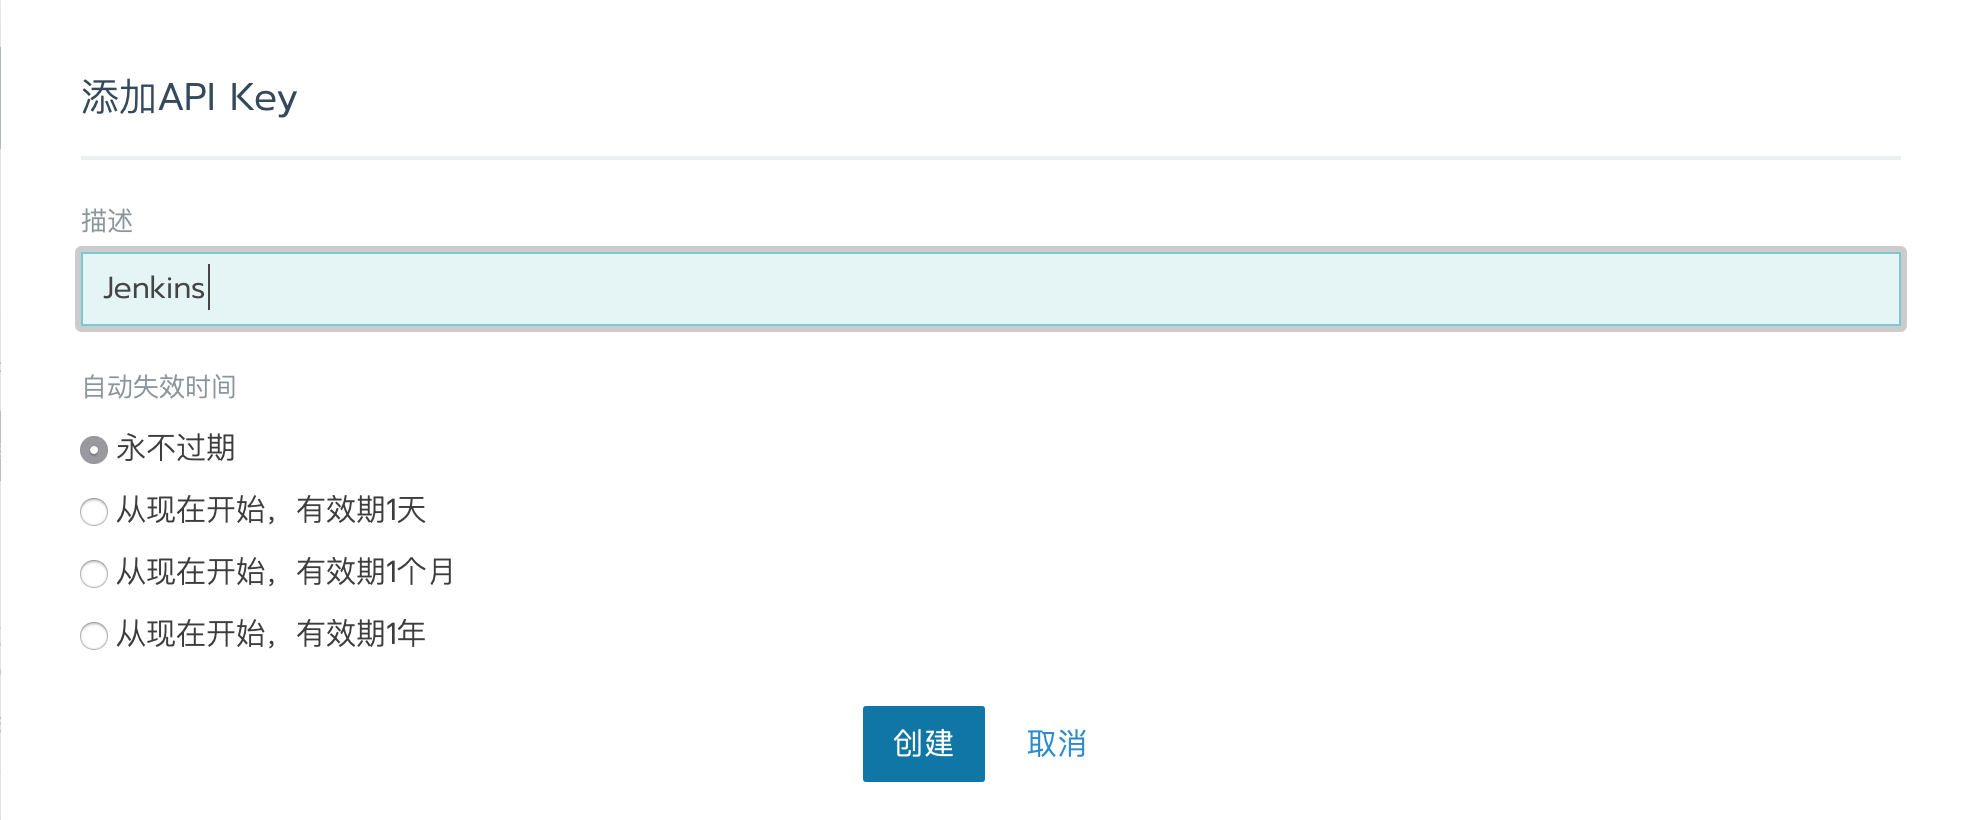 添加API Key
描述
Jenkins
自动失效时间
永不过期
从现在开始，有效期1天
从现在开始，有效期1个月
从现在开始，有效期1年
创建 取消